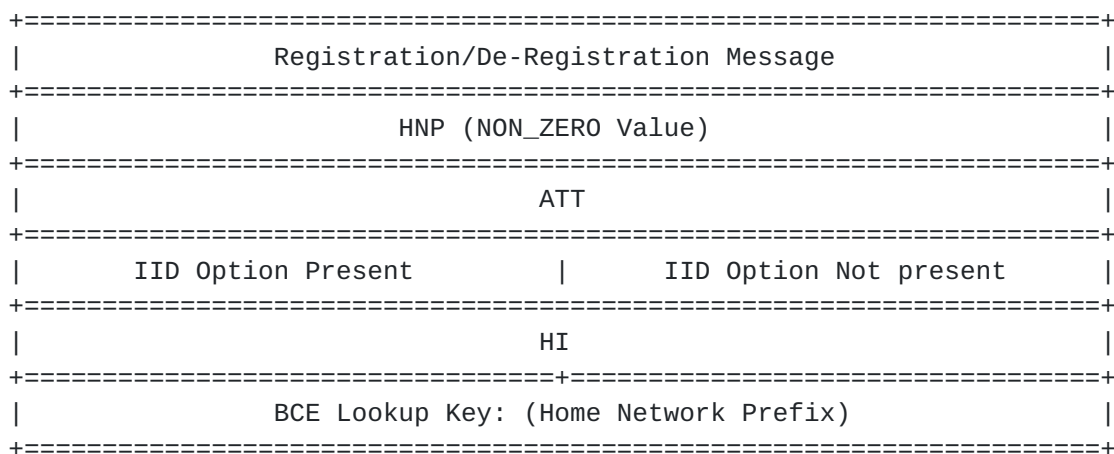 +=====================================================================+
|                Registration/De-Registration Message                 |
+=====================================================================+
|                        HNP (NON_ZERO Value)                         |
+=====================================================================+
|                                 ATT                                 |
+=====================================================================+
|       IID Option Present         |      IID Option Not present      |
+=====================================================================+
|                                 HI                                  |
+==================================+==================================+
|                BCE Lookup Key: (Home Network Prefix)                |
+=====================================================================+